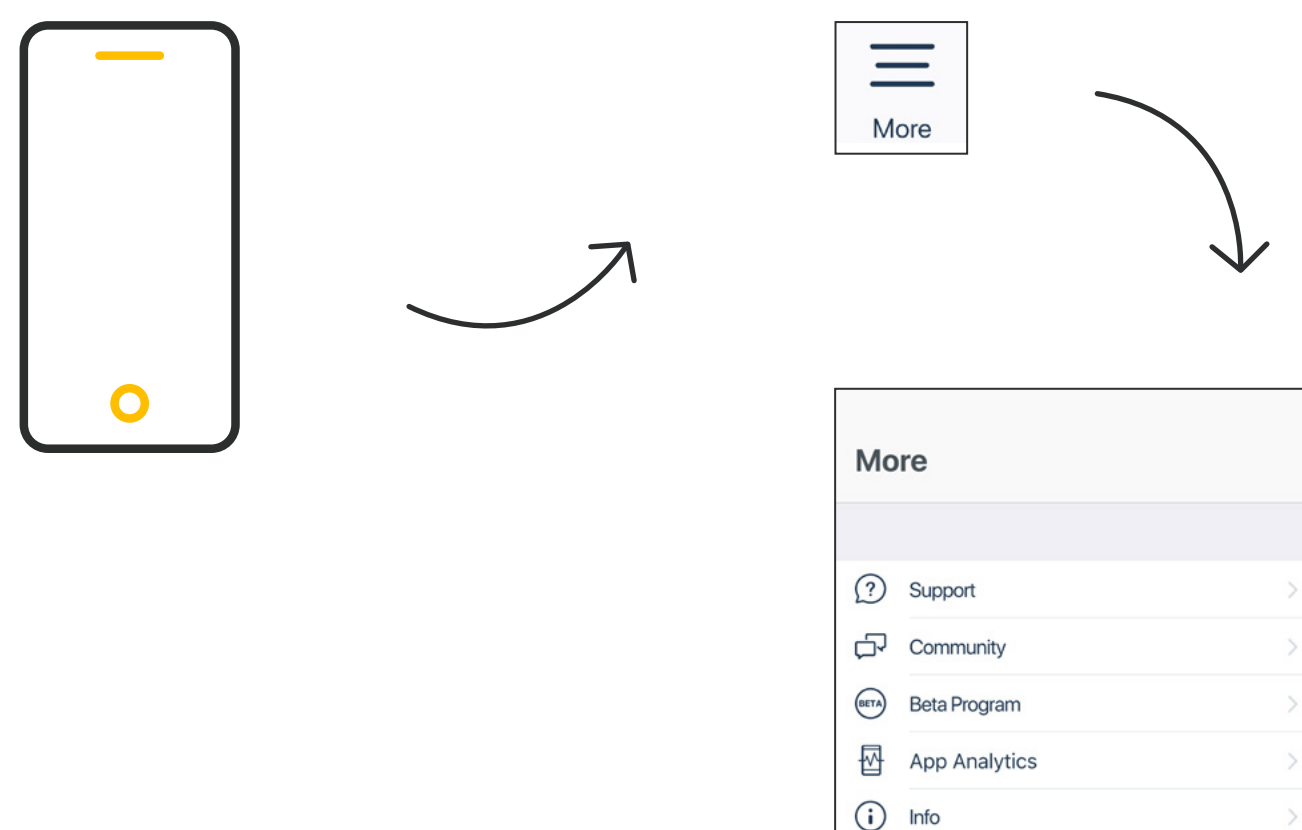 More
More
Support
Community
BETA
Beta Program
App Analytics
Info